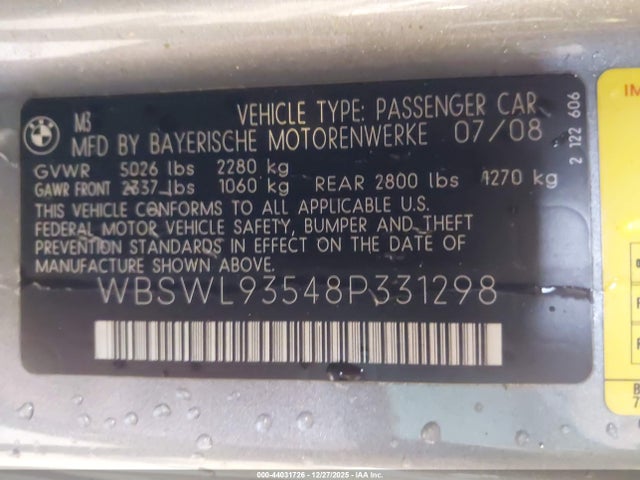 BMW
M3
VEHICLE TYPE: PASSENGER CAR
MFD BY BAYERISCHE MOTORENWERKE 07/08
GVWR 5026 lbs 2280 kg
GAWR FRONT 2337 lbs 1060 kg REAR 2800 lbs 1270 kg
THIS VEHICLE CONFORMS TO ALL APPLICABLE U.S.
FEDERAL MOTOR VEHICLE SAFETY, BUMPER AND THEFT
PREVENTION STANDARDS IN EFFECT ON THE DATE OF
MANUFACTURE SHOWN ABOVE.
WBSWL93548P331298
2 122 606
IM
000-44031726 - 12/27/2025 - IAA Inc.